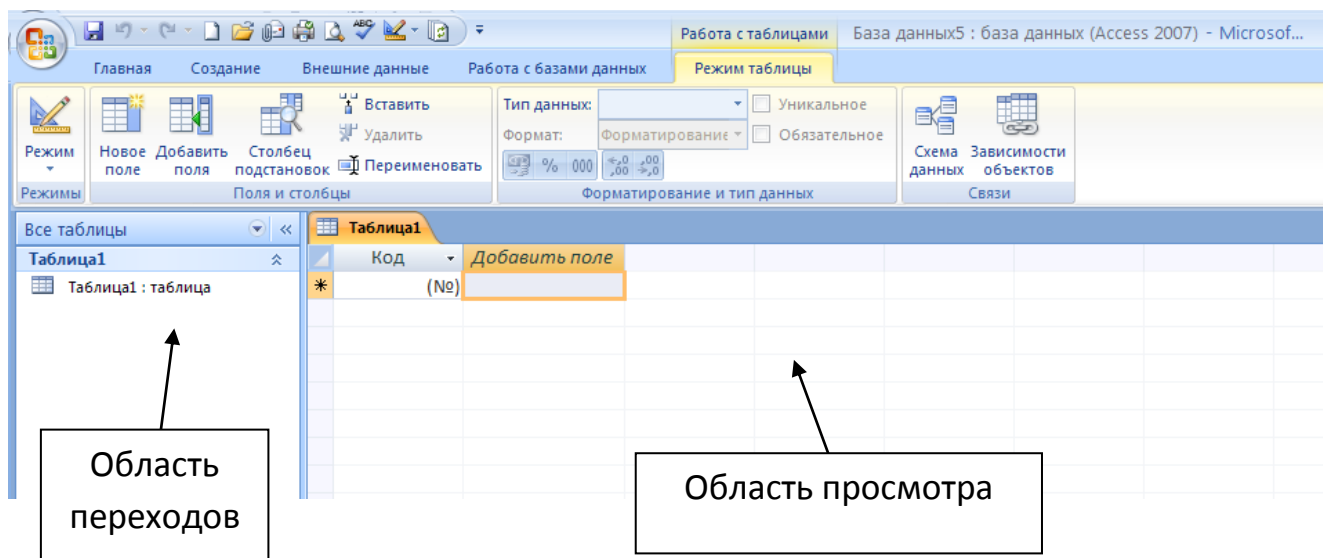 Работа с таблицами База данных5 : база данных (Access 2007) - Microsof...
Главная Создание Внешние данные Работа с базами данных Режим таблицы
Режим
Новое поле
Добавить поля
Столбец подстановок
Вставить
Удалить
Переименовать
Тип данных:
Формат: Форматирование
% 000
Уникальное
Обязательное
Схема данных
Зависимости объектов
Режимы Поля и столбцы Форматирование и тип данных Связи
Все таблицы
Таблица1
Таблица1 : таблица
Таблица1
Код Добавить поле
(№)
Область
переходов
Область просмотра